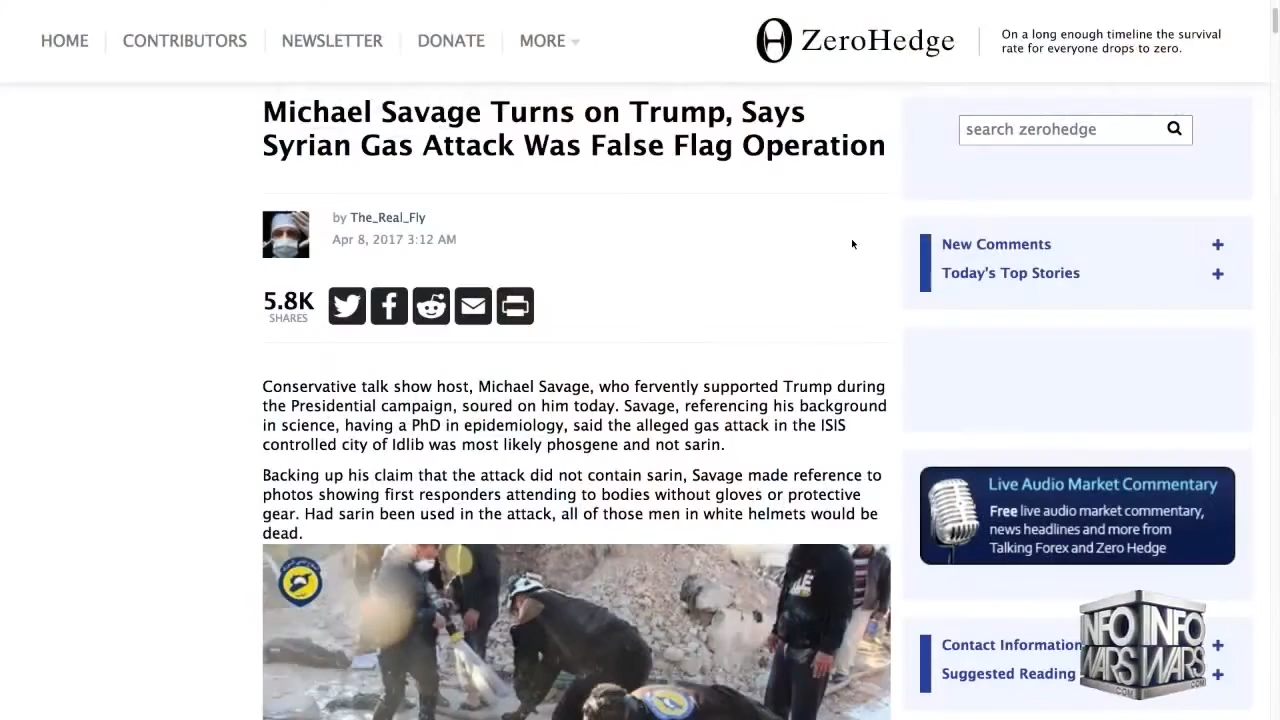 HOME
CONTRIBUTORS
NEWSLETTER
DONATE
MORE
ZeroHedge
On a long enough timeline the survival
rate for everyone drops to zero.
Michael Savage Turns on Trump, Says
Syrian Gas Attack Was False Flag Operation
by The_Real_Fly
Apr 8, 2017 3:12 AM
5.8K
SHARES
Conservative talk show host, Michael Savage, who fervently supported Trump during
the Presidential campaign, soured on him today. Savage, referencing his background
in science, having a PhD in epidemiology, said the alleged gas attack in the ISIS
controlled city of Idlib was most likely phosgene and not sarin.
Backing up his claim that the attack did not contain sarin, Savage made reference to
photos showing first responders attending to bodies without gloves or protective
gear. Had sarin been used in the attack, all of those men in white helmets would be
dead.
search zerohedge
New Comments +
Today's Top Stories +
Live Audio Market Commentary
Free live audio market commentary,
news headlines and more from
Talking Forex and Zero Hedge
Contact Information +
Suggested Reading +
INFO INFO
WARS WARS
.COM .COM